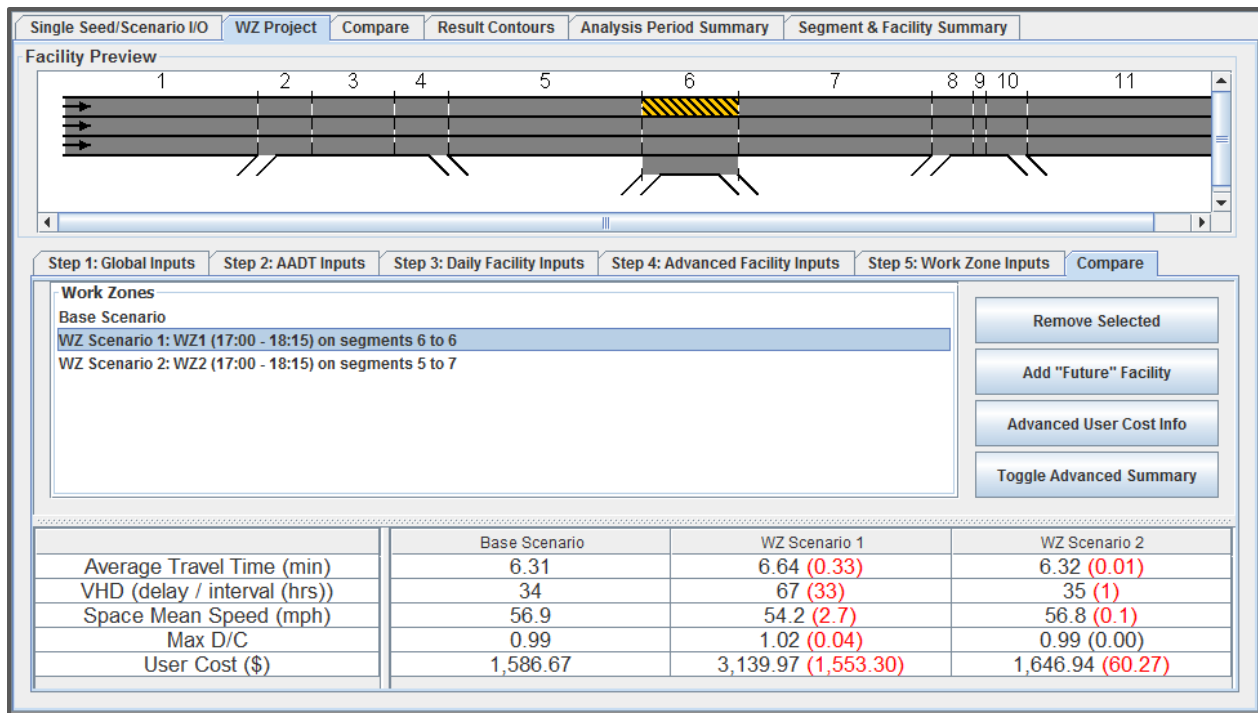 Single Seed/Scenario I/O WZ Project Compare Result Contours Analysis Period Summary Segment & Facility Summary
Facility Preview
1 2 3 4 5 6 7 8 9 10 11
Step 1: Global Inputs Step 2: AADT Inputs Step 3: Daily Facility Inputs Step 4: Advanced Facility Inputs Step 5: Work Zone Inputs Compare
Work Zones
Base Scenario
WZ Scenario 1: WZ1 (17:00 - 18:15) on segments 6 to 6
WZ Scenario 2: WZ2 (17:00 - 18:15) on segments 5 to 7
Remove Selected
Add "Future" Facility
Advanced User Cost Info
Toggle Advanced Summary
Base Scenario WZ Scenario 1 WZ Scenario 2
Average Travel Time (min) 6.31 6.64 (0.33) 6.32 (0.01)
VHD (delay / interval (hrs)) 34 67 (33) 35 (1)
Space Mean Speed (mph) 56.9 54.2 (2.7) 56.8 (0.1)
Max D/C 0.99 1.02 (0.04) 0.99 (0.00)
User Cost ($) 1,586.67 3,139.97 (1,553.30) 1,646.94 (60.27)